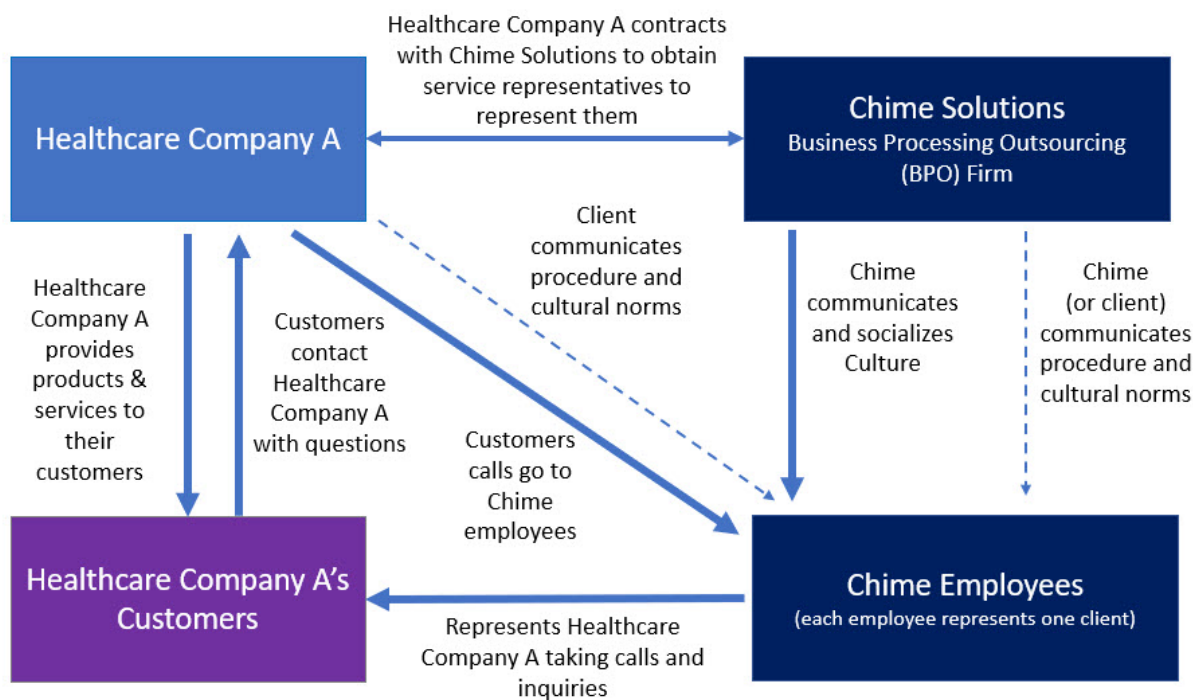 Healthcare Company A contracts
with Chime Solutions to obtain
service representatives to
represent them
Healthcare Company A
Chime Solutions
Business Processing Outsourcing
(BPO) Firm
Client
communicates
procedure and
cultural norms
Healthcare
Company A
provides
products &
services to
their
customers
Customers
contact
Healthcare
Company A
with questions
Chime
communicates
and socializes
Culture
Chime
(or client)
communicates
procedure and
cultural norms
Customers
calls go to
Chime
employees
Healthcare Company A’s
Customers
Chime Employees
(each employee represents one client)
Represents Healthcare
Company A taking calls and
inquiries